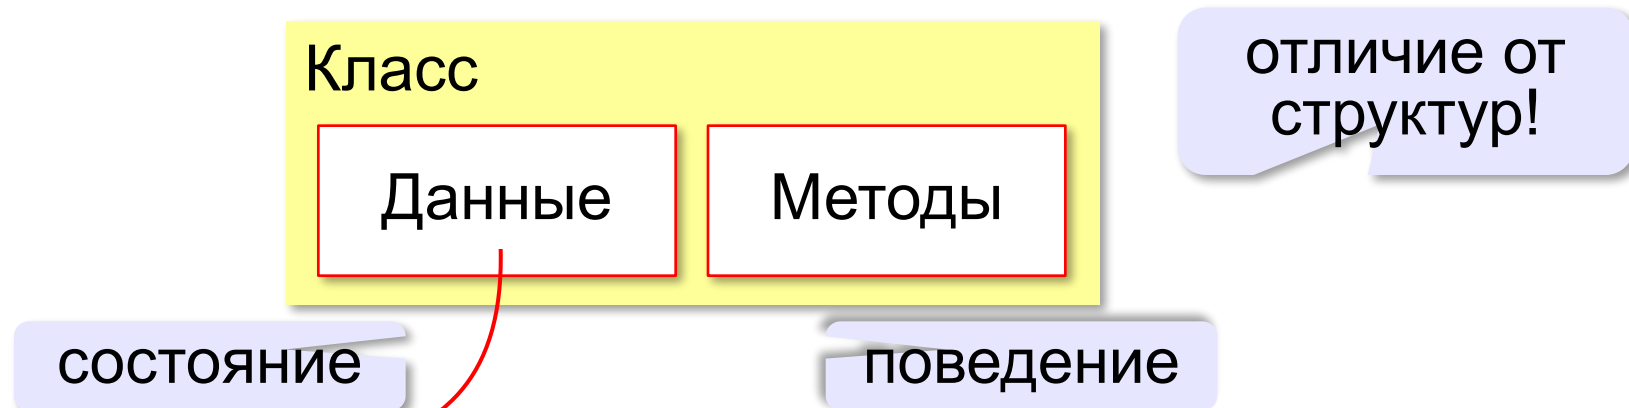 Класс
отличие от
структур!
Данные
Методы
состояние
поведение